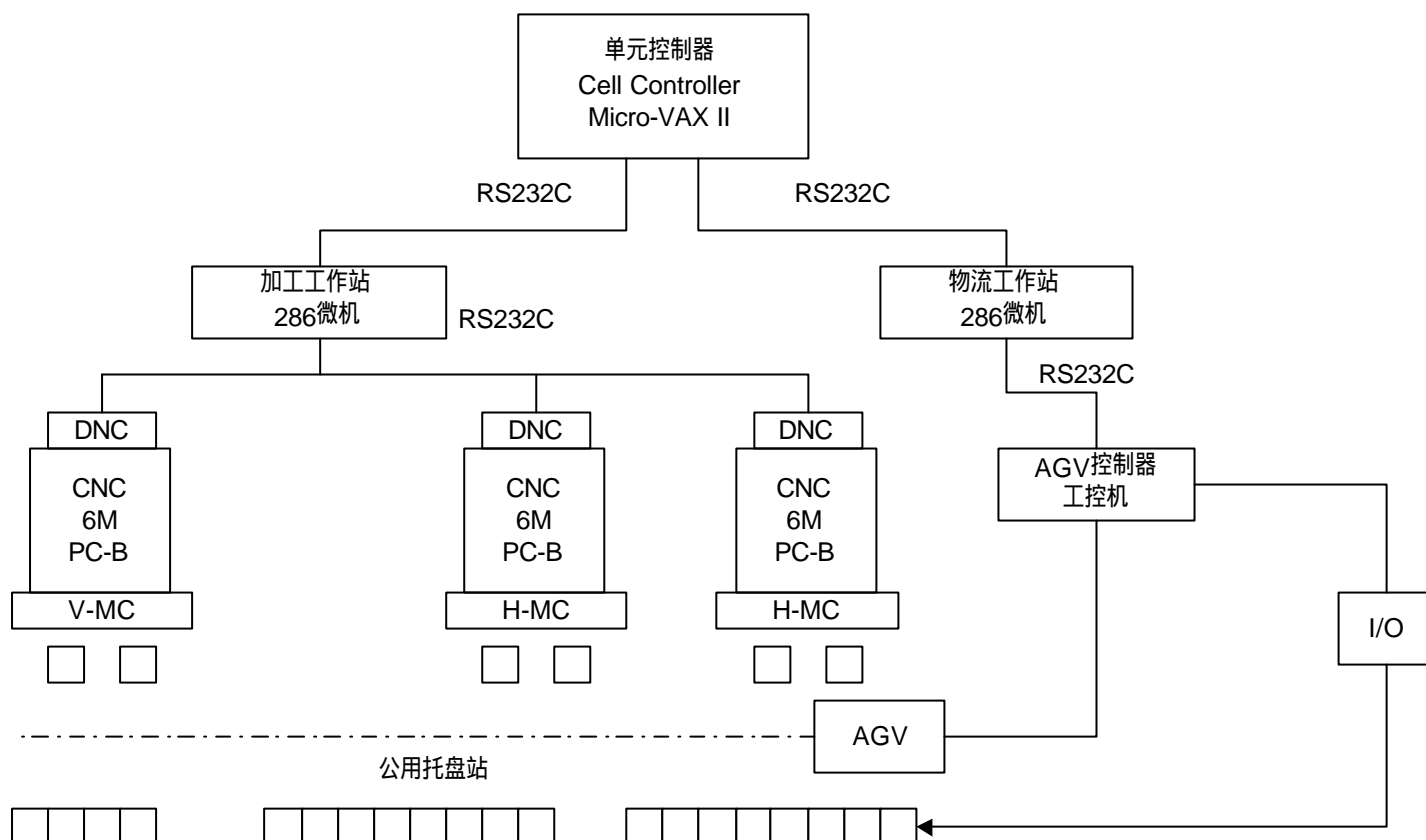 单元控制器
Cell Controller
Micro-VAX II
RS232C
RS232C
加工工作站
286微机
RS232C
物流工作站
286微机
RS232C
DNC
DNC
DNC
CNC
6M
PC-B
CNC
6M
PC-B
CNC
6M
PC-B
AGV控制器
工控机
V-MC
H-MC
H-MC
I/O
AGV
公用托盘站